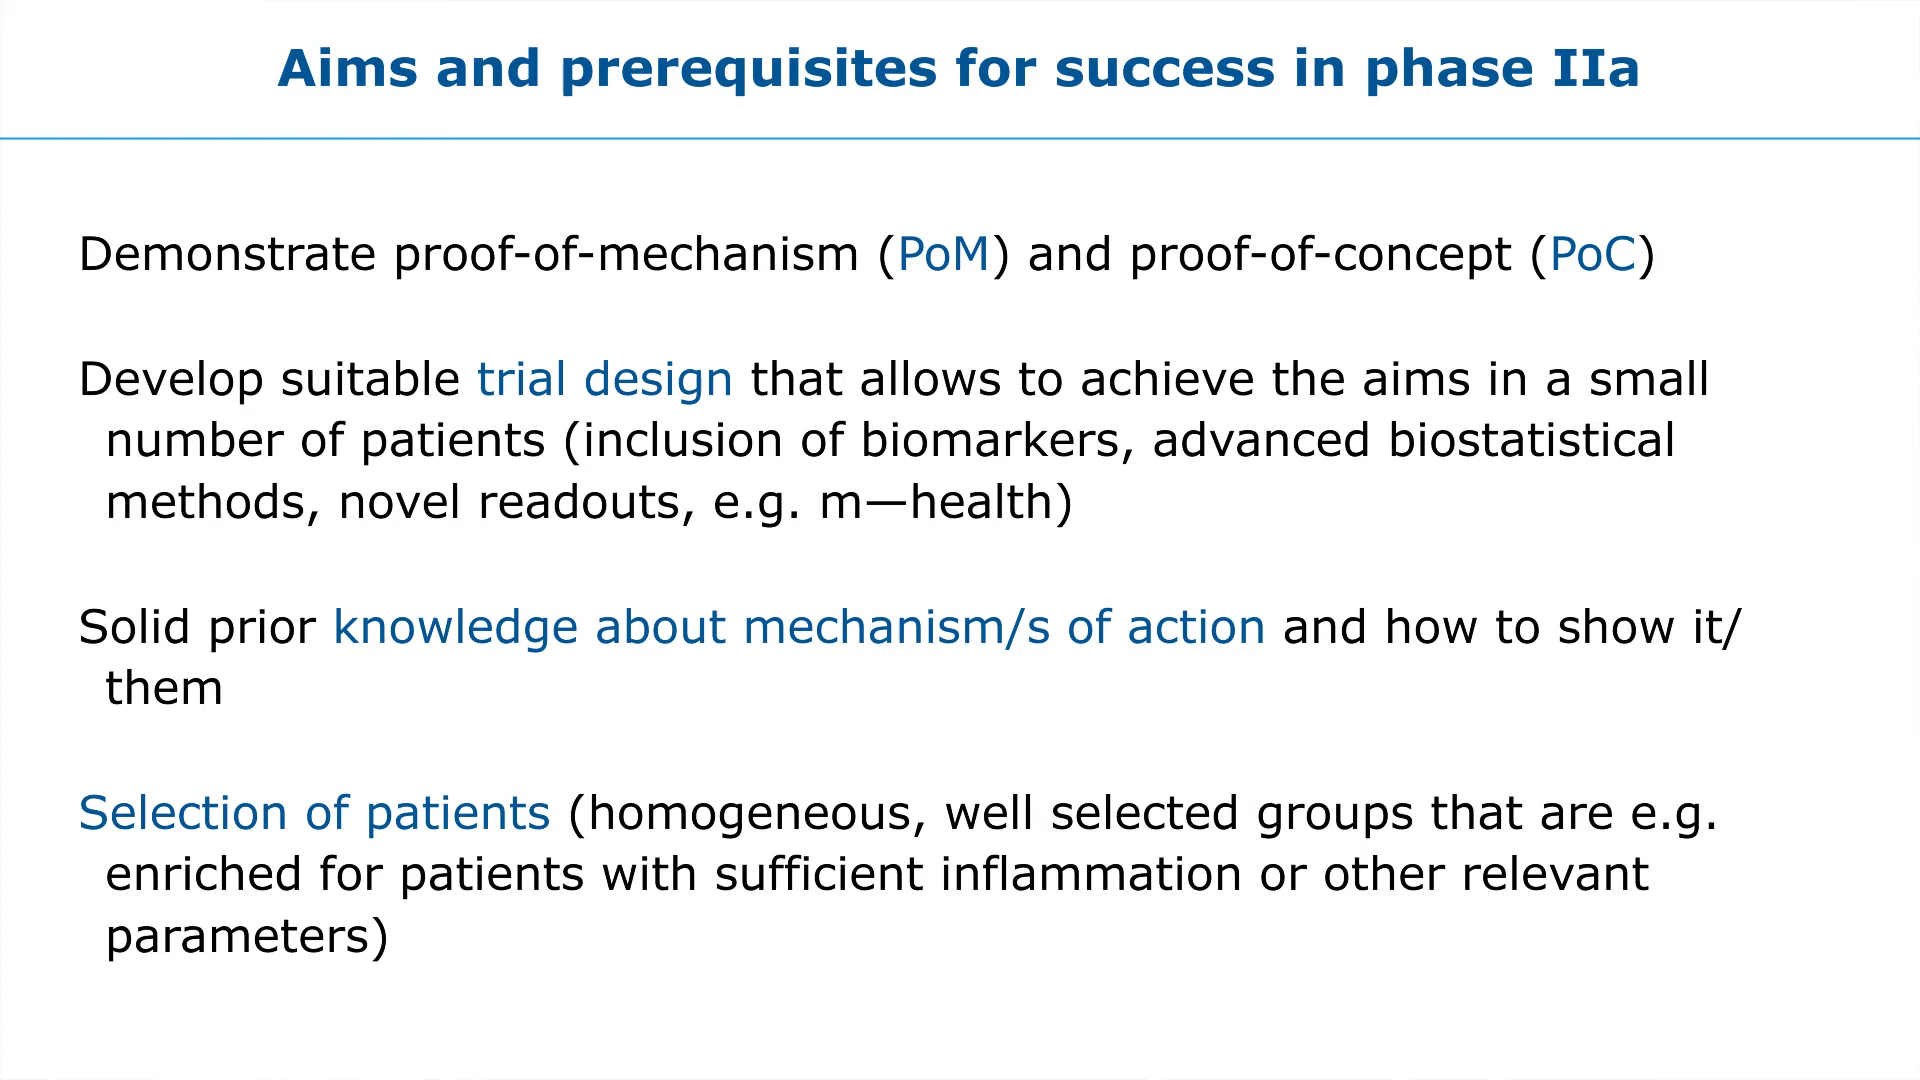 Aims and prerequisites for success in phase IIa
Demonstrate proof-of-mechanism (PoM) and proof-of-concept (PoC)
Develop suitable trial design that allows to achieve the aims in a small
number of patients (inclusion of biomarkers, advanced biostatistical
methods, novel readouts, e.g. m—health)
Solid prior knowledge about mechanism/s of action and how to show it/
them
Selection of patients (homogeneous, well selected groups that are e.g.
enriched for patients with sufficient inflammation or other relevant
parameters)